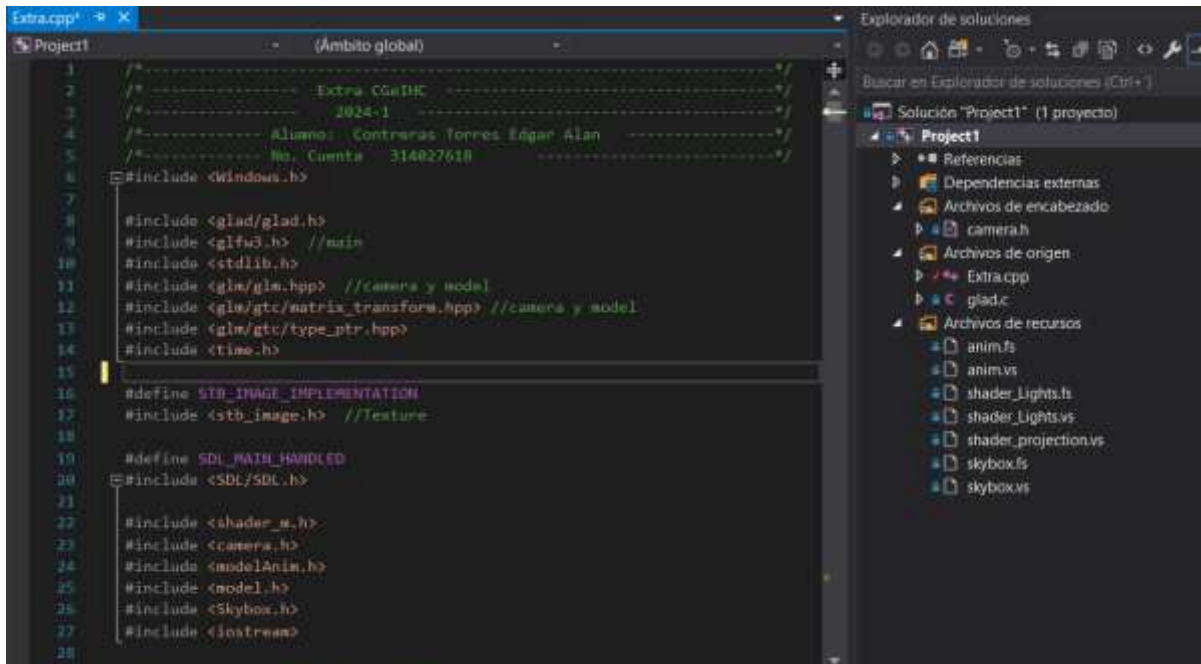 Extra.cpp*
Project1
(Ámbito global)
1 /*------------------------------------------------------------------------*/
2 /* ----------------- Extra CGeIHC -------------------------------------*/
3 /*------------------ 2024-1 ---------------------------------------*/
4 /*------------- Alumno: Contreras Torres Edgar Alan ----------------*/
5 /*------------- No. Cuenta 314027618 ---------------------------*/
6 #include <Windows.h>
7
8 #include <glad/glad.h>
9 #include <glfw3.h> //main
10 #include <stdlib.h>
11 #include <glm/glm.hpp> //camera y model
12 #include <glm/gtc/matrix_transform.hpp> //camera y model
13 #include <glm/gtc/type_ptr.hpp>
14 #include <time.h>
15
16 #define STB_IMAGE_IMPLEMENTATION
17 #include <stb_image.h> //Texture
18
19 #define SDL_MAIN_HANDLED
20 #include <SDL/SDL.h>
21
22 #include <shader_m.h>
23 #include <camera.h>
24 #include <modelAnim.h>
25 #include <model.h>
26 #include <Skybox.h>
27 #include <iostream>
28
Explorador de soluciones
Buscar en Explorador de soluciones (Ctrl+´)
Solución "Project1" (1 proyecto)
Project1
Referencias
Dependencias externas
Archivos de encabezado
camera.h
Archivos de origen
Extra.cpp
glad.c
Archivos de recursos
anim.fs
anim.vs
shader_Lights.fs
shader_Lights.vs
shader_projection.vs
skybox.fs
skybox.vs